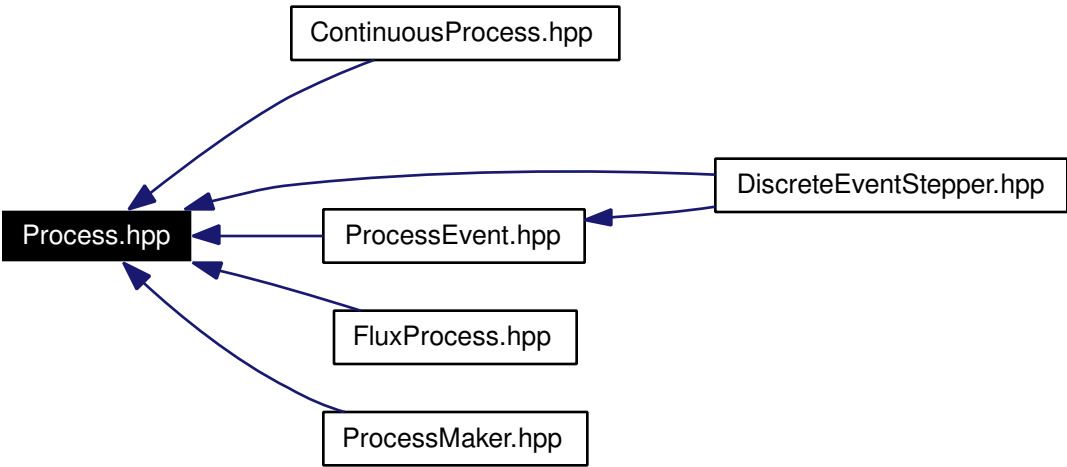 ContinuousProcess.hpp
DiscreteEventStepper.hpp
Process.hpp
ProcessEvent.hpp
FluxProcess.hpp
ProcessMaker.hpp